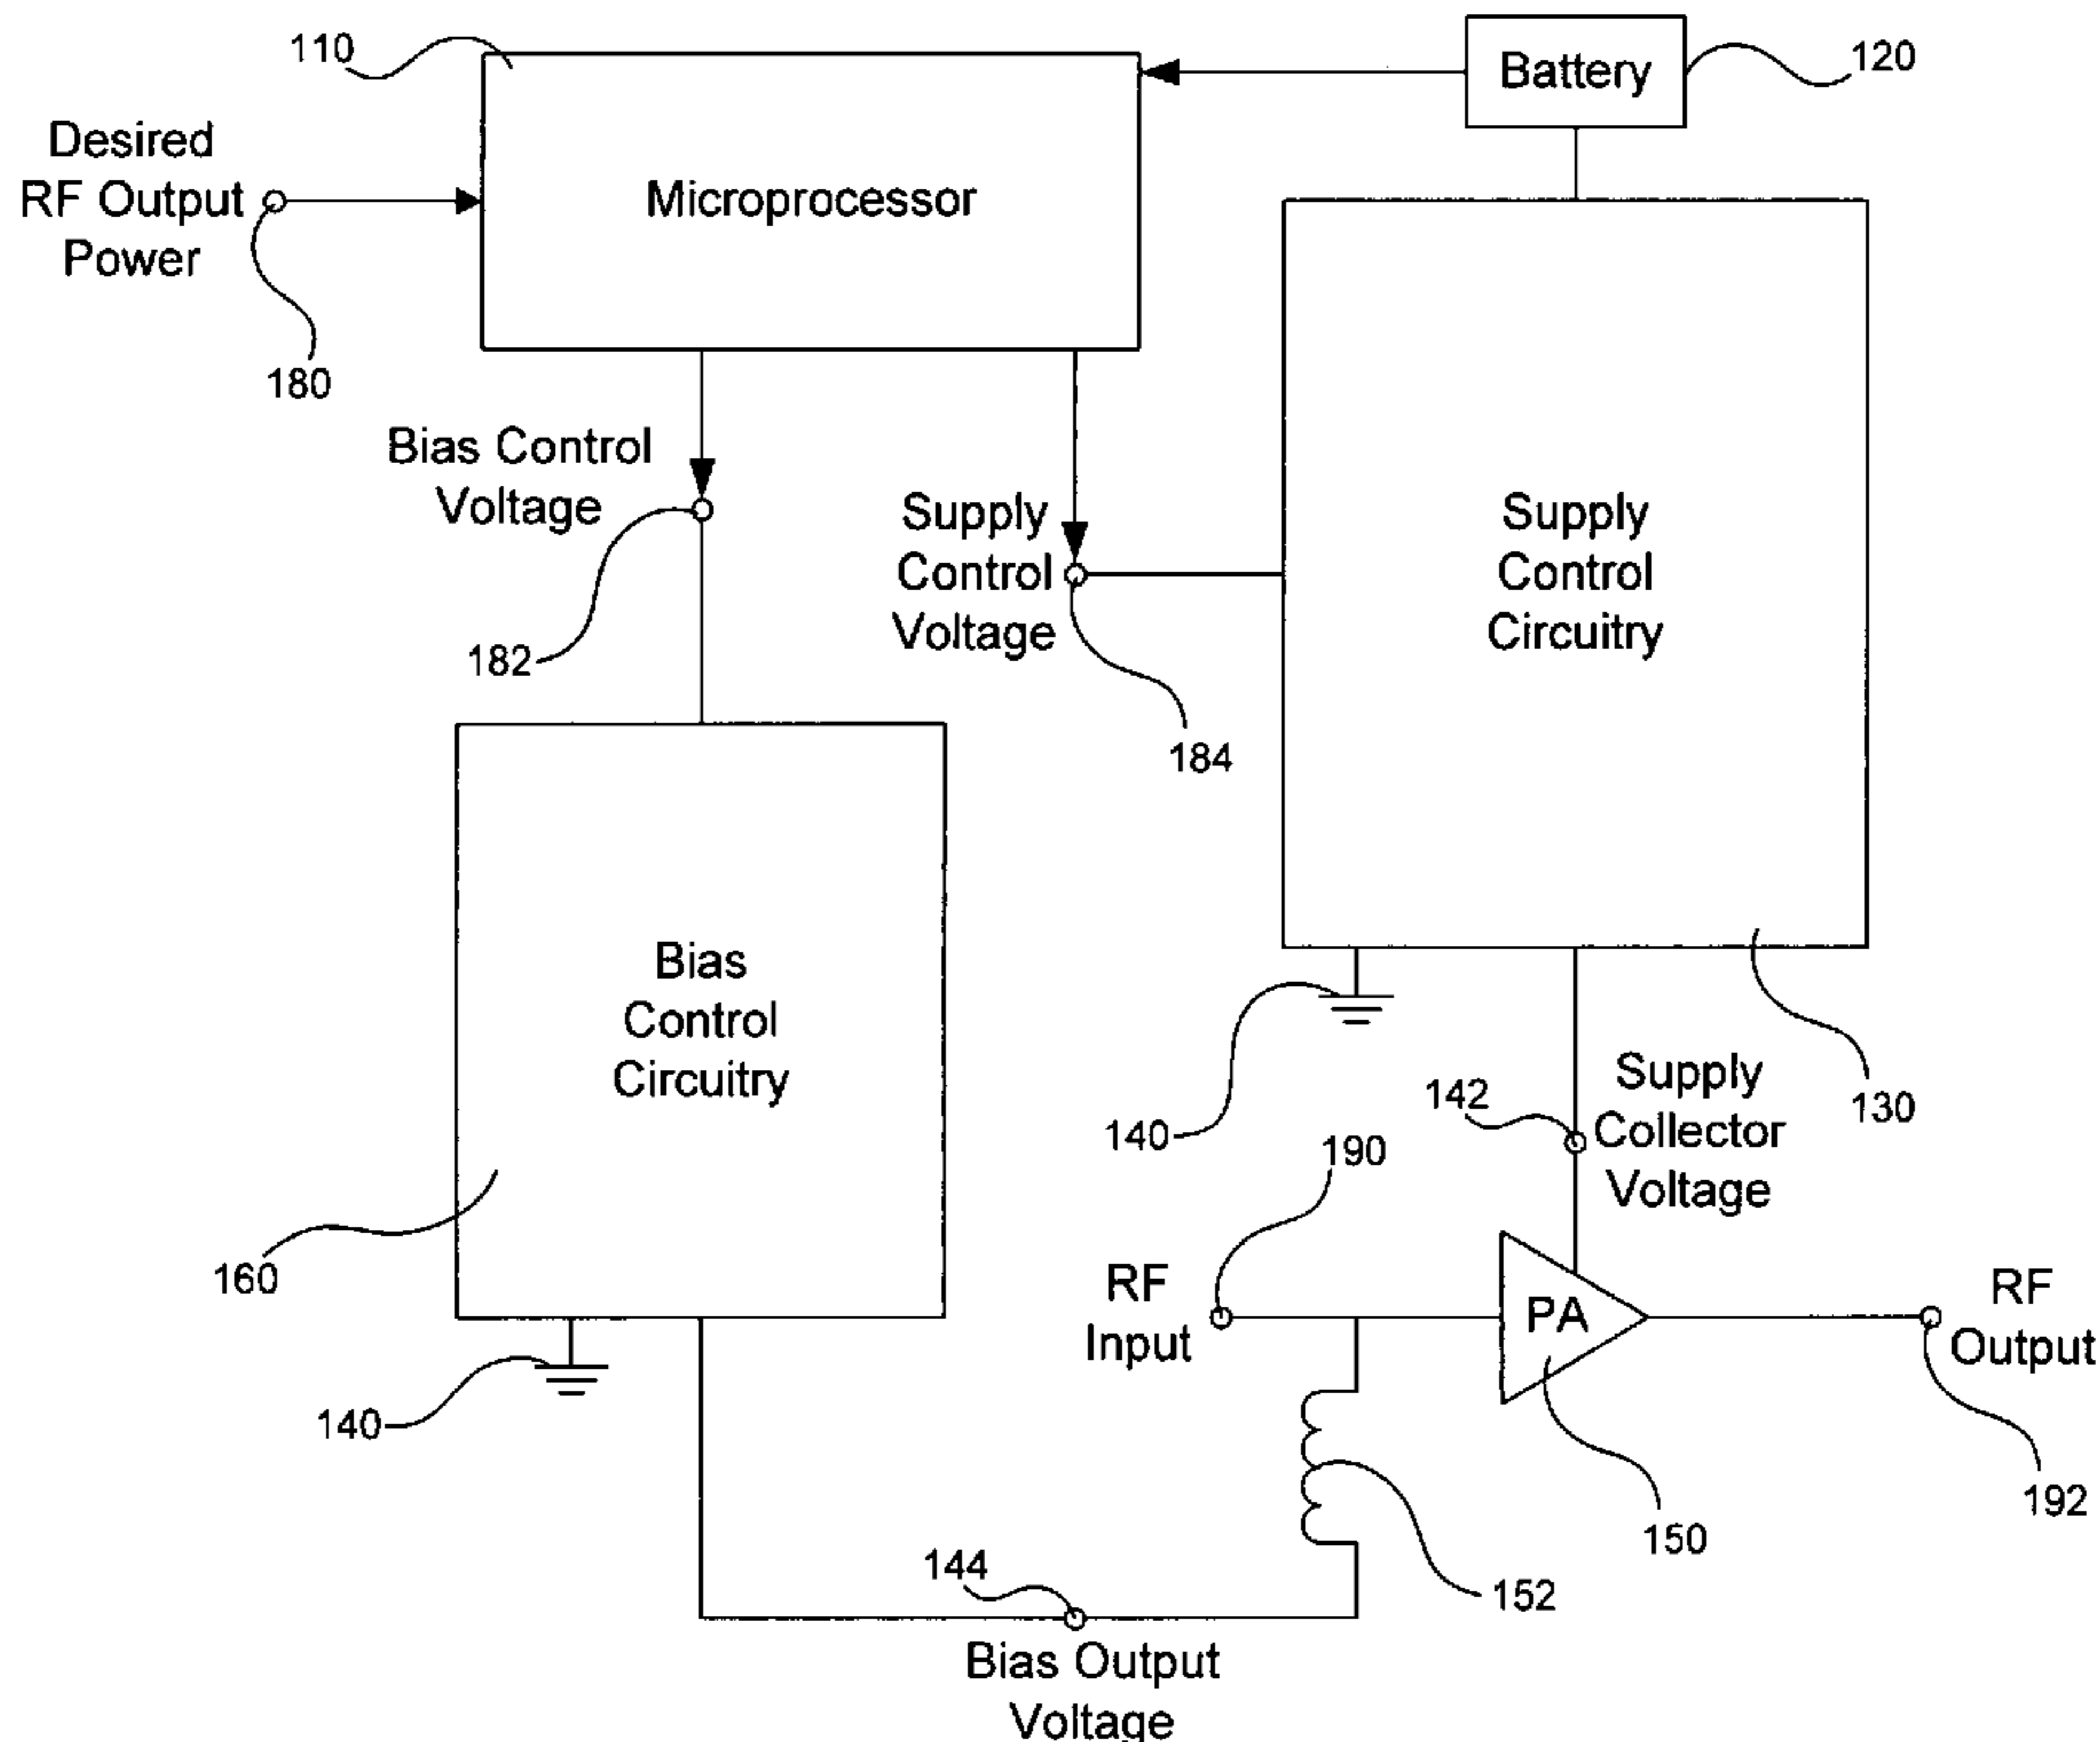 110
Battery
120
Desired
RF Output
Power
Microprocessor
180
Bias Control
Voltage
182
Supply
Control
Voltage
184
Supply
Control
Circuitry
Bias
Control
Circuitry
140
142
Supply
Collector
Voltage
130
190
160
RF
Input
PA
RF
Output
140
192
150
152
144
Bias Output
Voltage